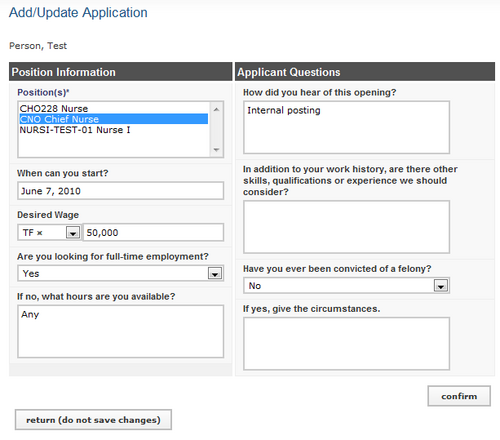 Add/Update Application
Person, Test
Position Information
Position(s)*
CHO228 Nurse
CNO Chief Nurse
NURSI-TEST-01 Nurse I
When can you start?
June 7, 2010
Desired Wage
TF × 50,000
Are you looking for full-time employment?
Yes
If no, what hours are you available?
Any
Applicant Questions
How did you hear of this opening?
Internal posting
In addition to your work history, are there other
skills, qualifications or experience we should
consider?
Have you ever been convicted of a felony?
No
If yes, give the circumstances.
confirm
return (do not save changes)